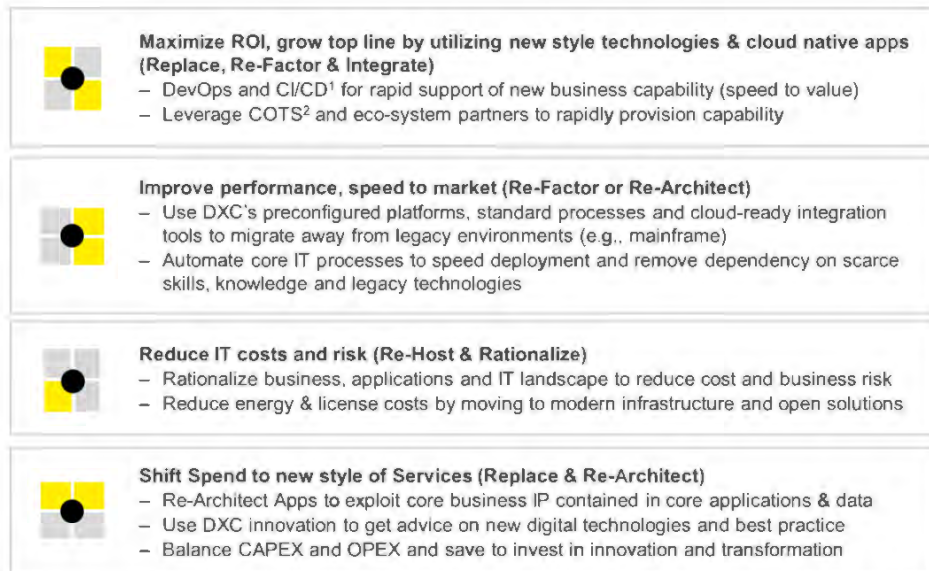 Maximize ROI, grow top line by utilizing new style technologies & cloud native apps
(Replace, Re-Factor & Integrate)
– DevOps and CI/CD¹ for rapid support of new business capability (speed to value)
– Leverage COTS² and eco-system partners to rapidly provision capability
Improve performance, speed to market (Re-Factor or Re-Architect)
– Use DXC's preconfigured platforms, standard processes and cloud-ready integration
tools to migrate away from legacy environments (e.g., mainframe)
– Automate core IT processes to speed deployment and remove dependency on scarce
skills, knowledge and legacy technologies
Reduce IT costs and risk (Re-Host & Rationalize)
– Rationalize business, applications and IT landscape to reduce cost and business risk
– Reduce energy & license costs by moving to modern infrastructure and open solutions
Shift Spend to new style of Services (Replace & Re-Architect)
– Re-Architect Apps to exploit core business IP contained in core applications & data
– Use DXC innovation to get advice on new digital technologies and best practice
– Balance CAPEX and OPEX and save to invest in innovation and transformation